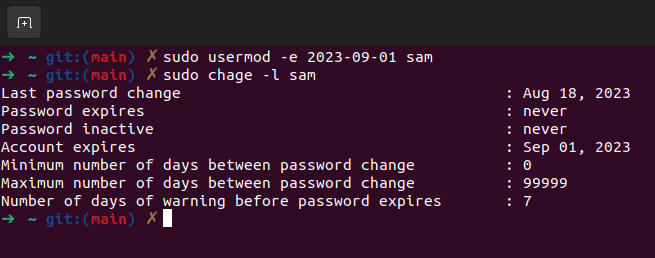 ➜ ~ git:(main) ✗ sudo usermod -e 2023-09-01 sam
➜ ~ git:(main) ✗ sudo chage -l sam
Last password change : Aug 18, 2023
Password expires : never
Password inactive : never
Account expires : Sep 01, 2023
Minimum number of days between password change : 0
Maximum number of days between password change : 99999
Number of days of warning before password expires : 7
➜ ~ git:(main) ✗